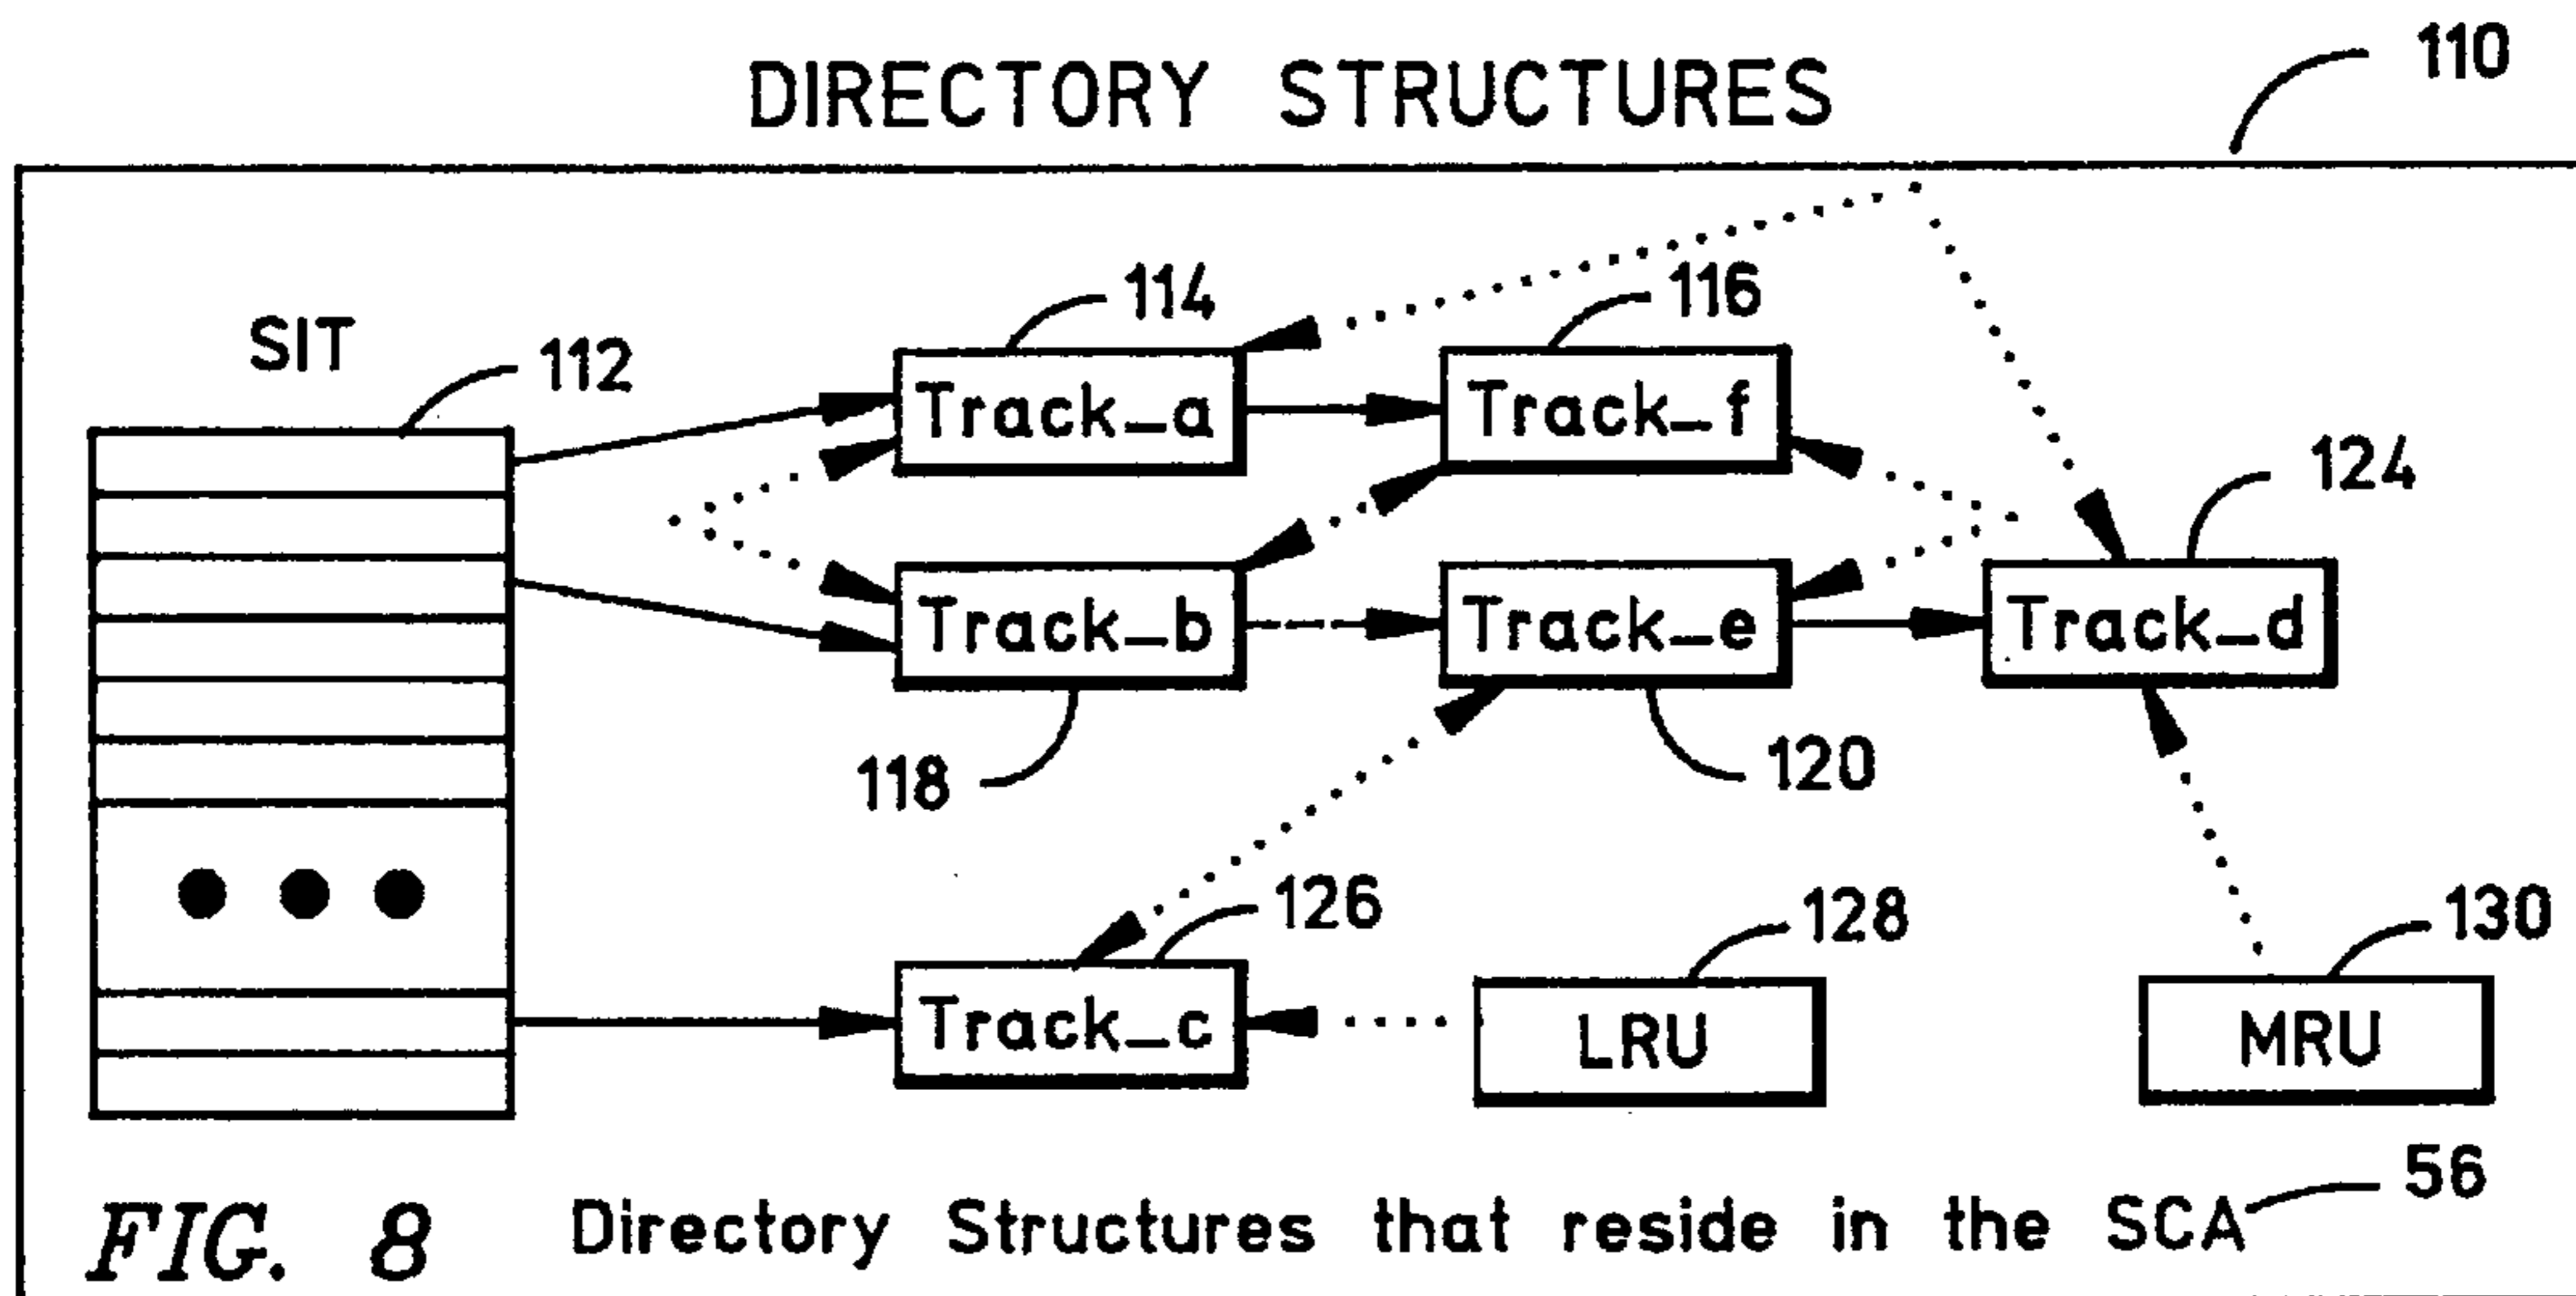 DIRECTORY STRUCTURES
110
SIT
112
114
116
Track_a
Track_f
124
Track_b
Track_e
Track_d
118
120
126
128
130
Track_c
LRU
MRU
56
FIG. 8 Directory Structures that reside in the SCA